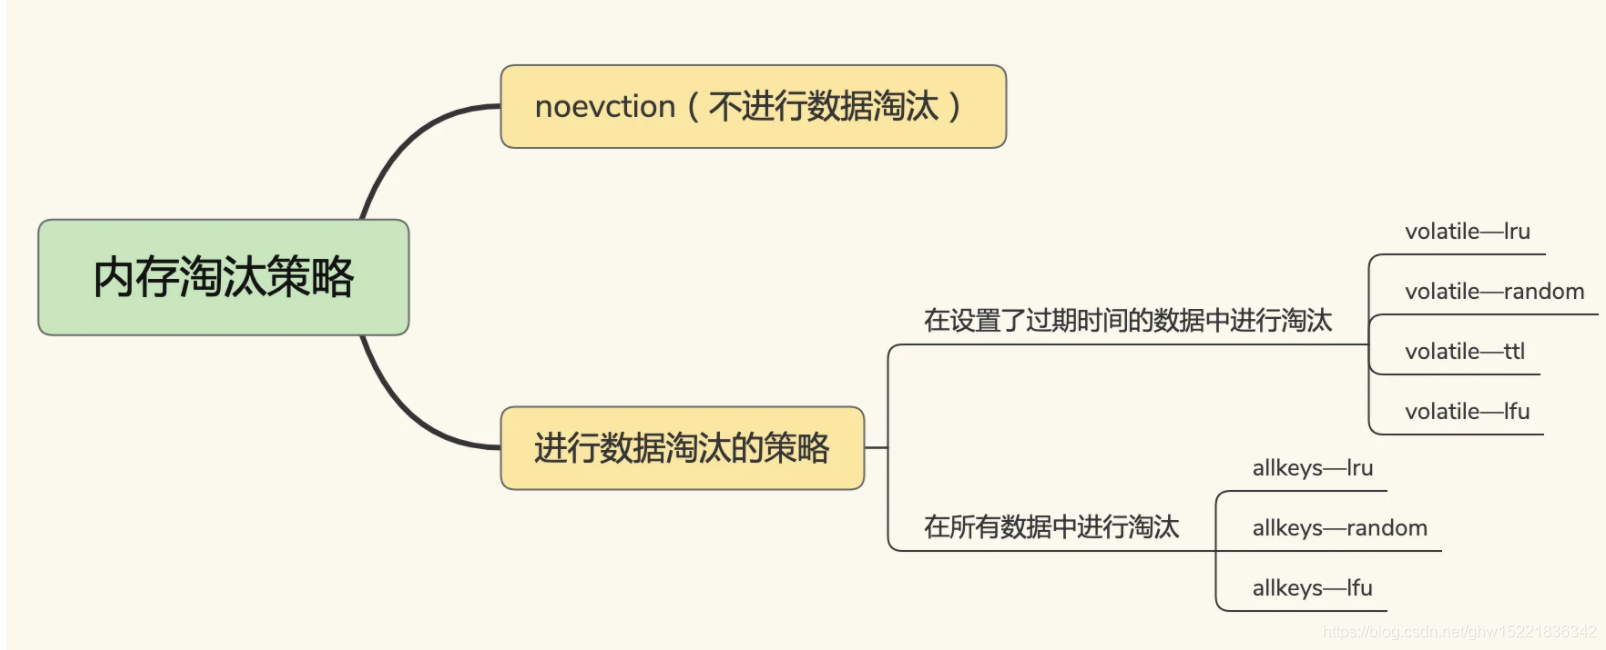 noevction（不进行数据淘汰）
内存淘汰策略
进行数据淘汰的策略
在设置了过期时间的数据中进行淘汰
volatile—lru
volatile—random
volatile—ttl
volatile—lfu
在所有数据中进行淘汰
allkeys—lru
allkeys—random
allkeys—lfu
https://blog.csdn.net/ghw15221836342